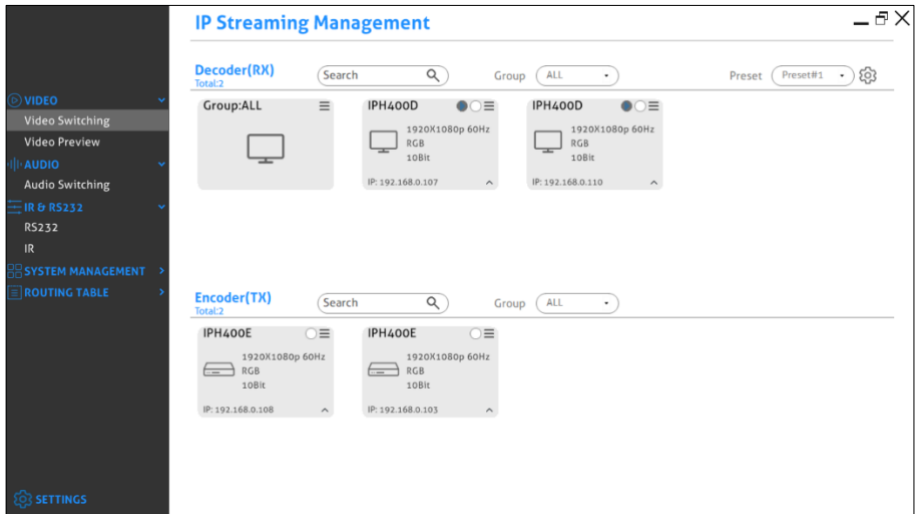 IP Streaming Management
VIDEO
Video Switching
Video Preview
AUDIO
Audio Switching
IR & RS232
RS232
IR
SYSTEM MANAGEMENT
ROUTING TABLE
SETTINGS
Decoder(RX)
Total:2
Search
Group
ALL
Preset
Preset#1
Group:ALL
IPH400D
1920X1080p 60Hz
RGB
10Bit
IP: 192.168.0.107
IPH400D
1920X1080p 60Hz
RGB
10Bit
IP: 192.168.0.110
Encoder(TX)
Total:2
Search
Group
ALL
IPH400E
1920X1080p 60Hz
RGB
10Bit
IP: 192.168.0.108
IPH400E
1920X1080p 60Hz
RGB
10Bit
IP: 192.168.0.103